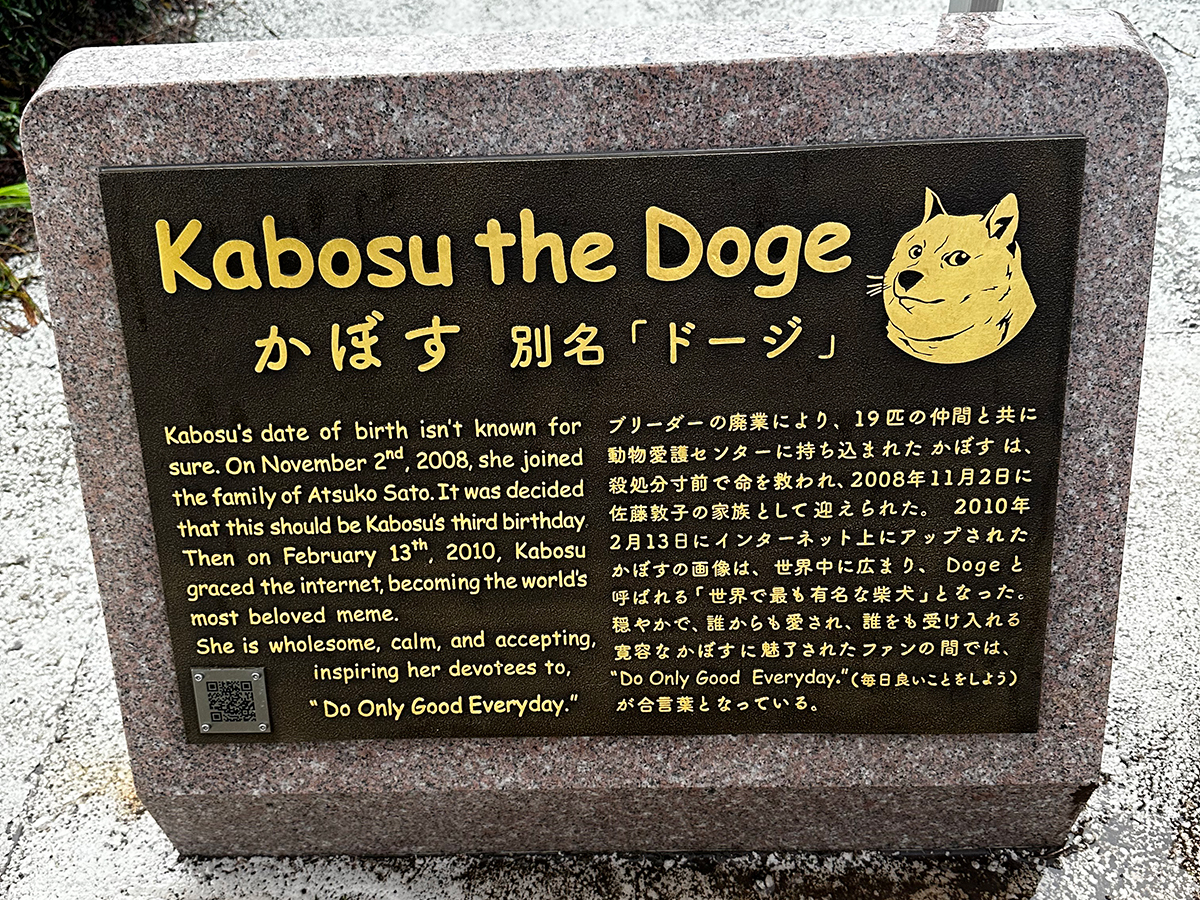 Kabosu the Doge
かぼす 別名「ドージ」
Kabosu's date of birth isn't known for
sure. On November 2nd, 2008, she joined
the family of Atsuko Sato. It was decided
that this should be Kabosu's third birthday.
Then on February 13th, 2010, Kabosu
graced the internet, becoming the world's
most beloved meme.
She is wholesome, calm, and accepting,
inspiring her devotees to,
"Do Only Good Everyday."
ブリーダーの廃業により、19匹の仲間と共に
動物愛護センターに持ち込まれたかぼすは、
殺処分寸前で命を救われ、2008年11月2日に
佐藤敦子の家族として迎えられた。 2010年
2月13日にインターネット上にアップされた
かぼすの画像は、世界中に広まり、Dogeと
呼ばれる「世界で最も有名な柴犬」となった。
穏やかで、誰からも愛され、誰をも受け入れる
寛容なかぼすに魅了されたファンの間では、
"Do Only Good Everyday."(毎日良いことをしよう)
が合言葉となっている。